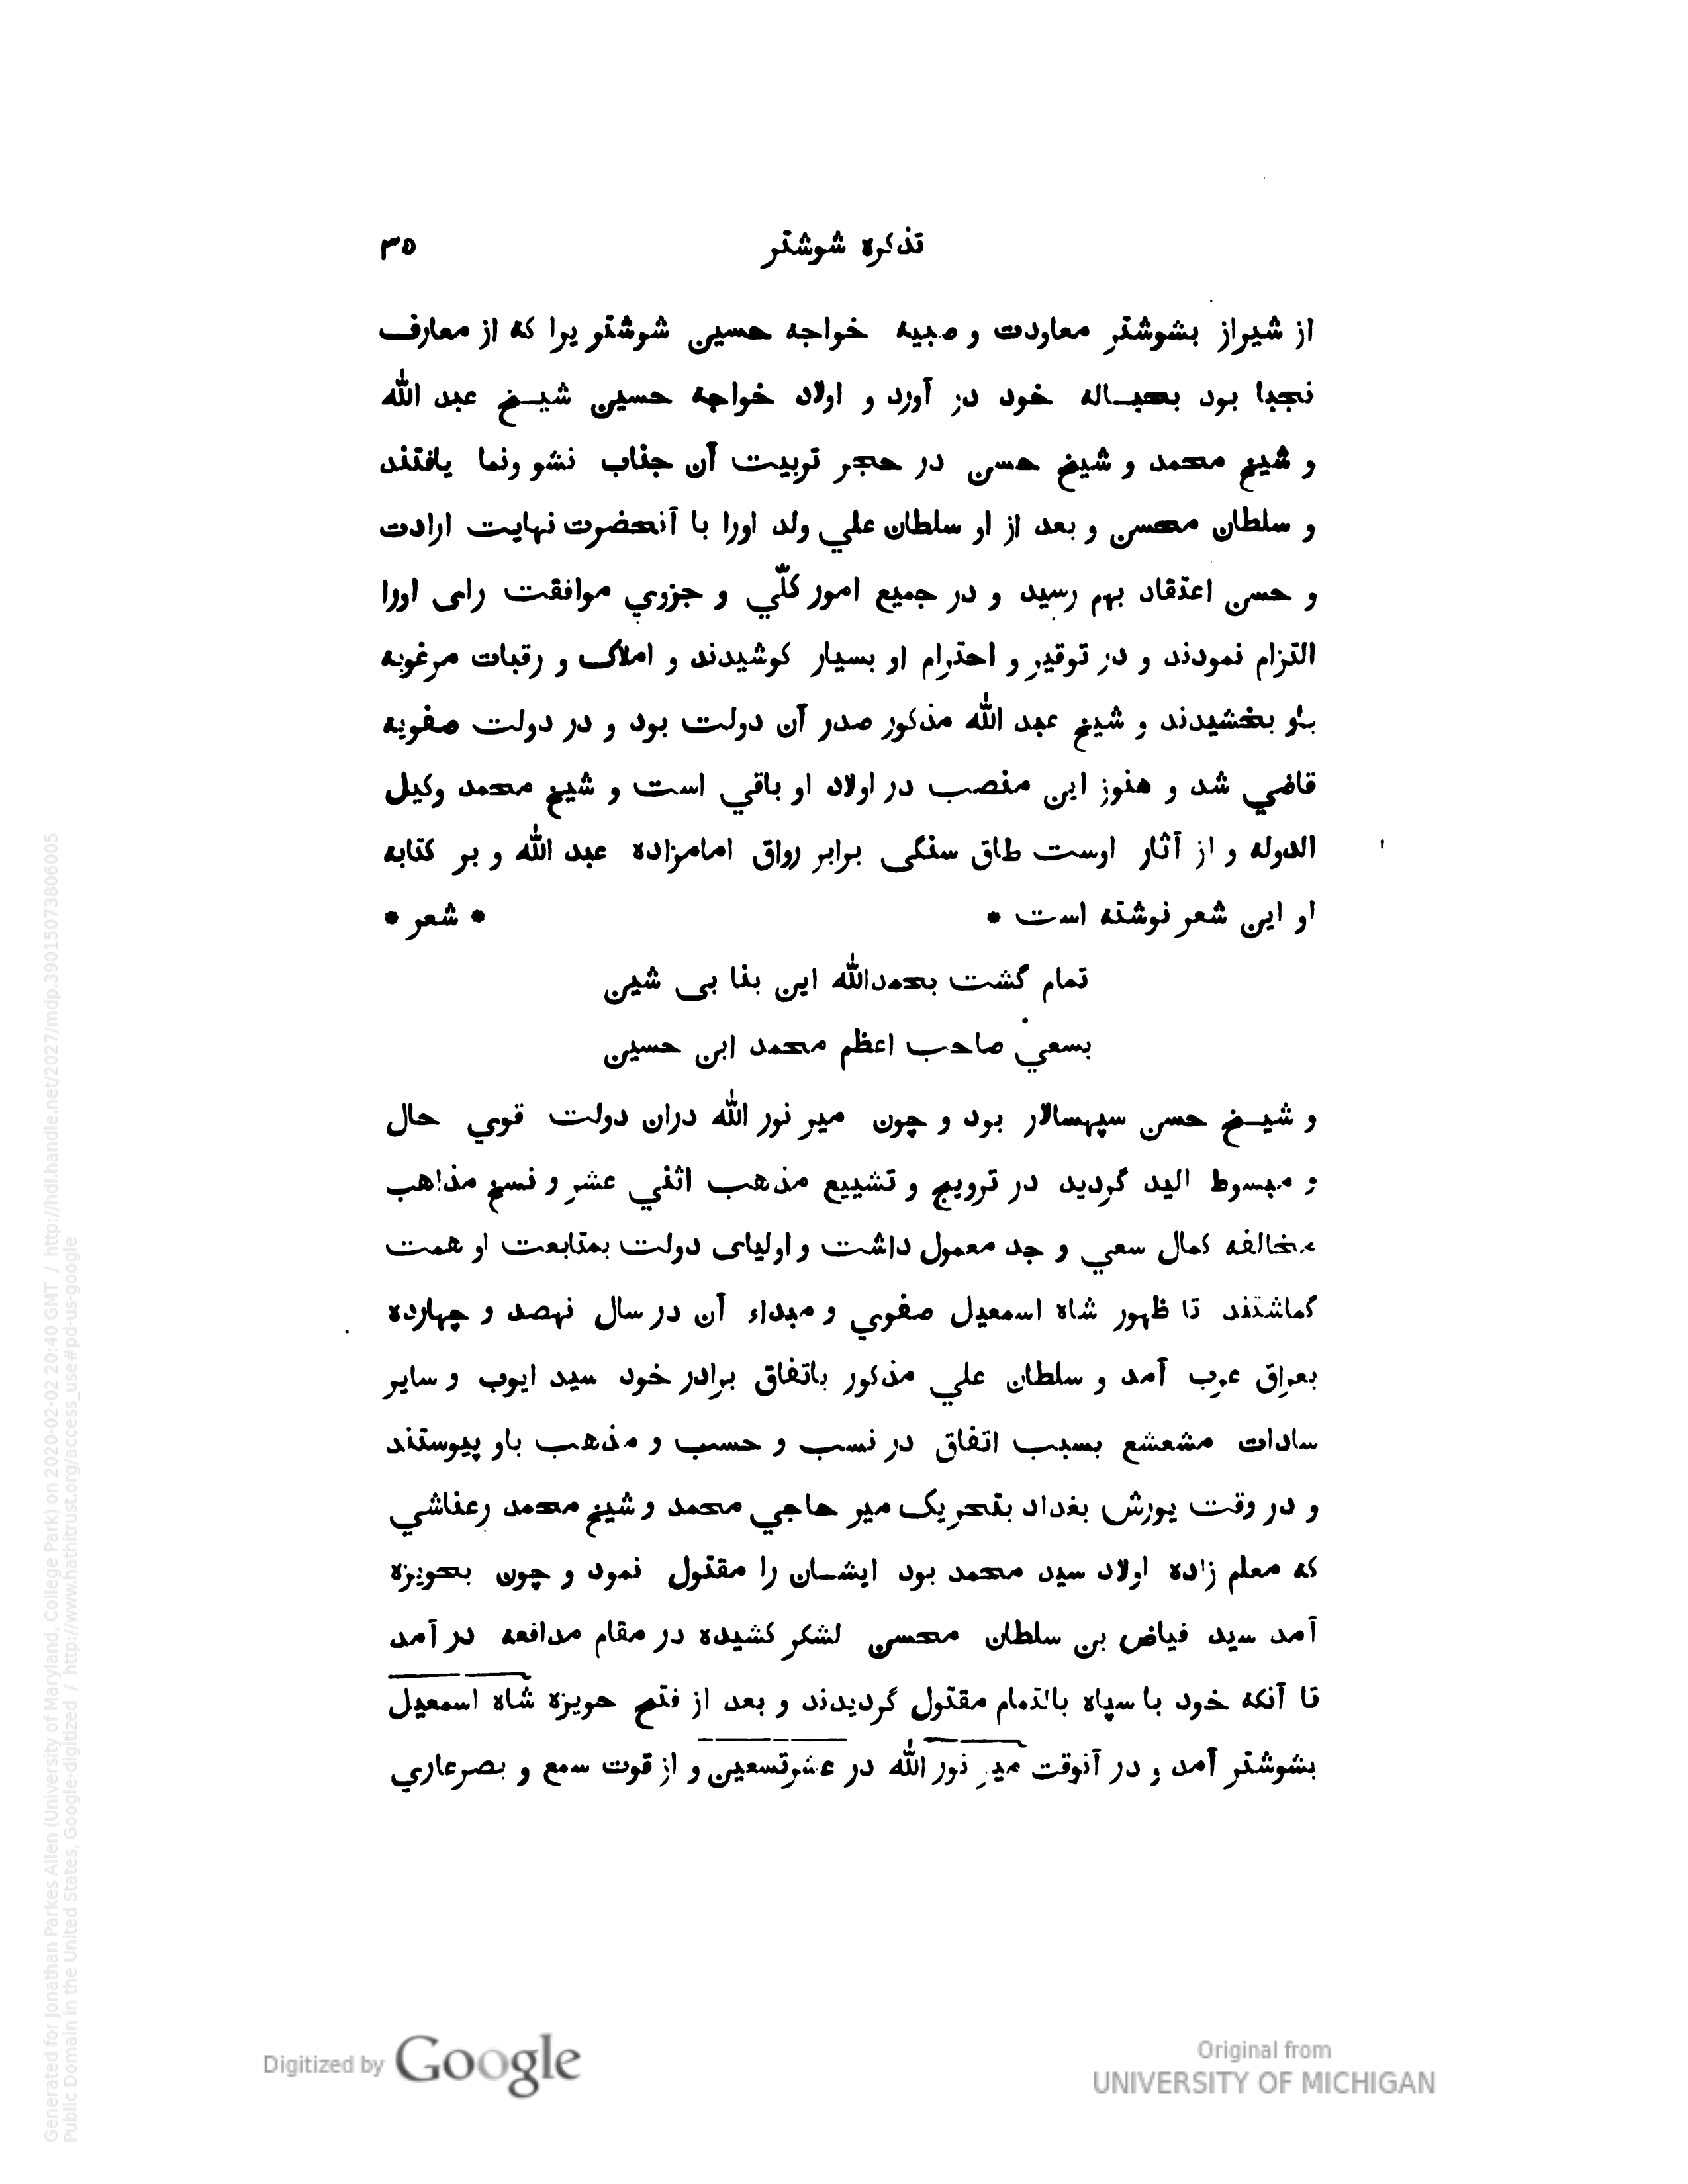 تذكره شوشتر ٣٥
از شیراز بشوشتر معاودت و صبیه خواجه حسین شوشتر یرا که از معارف
نجبا بود بحبـاله خود در آورد و اولاد خواجه حسین شیـخ عبد الله
و شیخ محمد و شیخ حسن در حجر تربیت آن جناب نشو ونما یافتند
و سلطان محسن و بعد از او سلطان علي ولد اورا با آنحضرت نهایت ارادت
و حسن اعتقاد بهم رسید و در جمیع امور کلّي و جزوي موافقت رای اورا
التزام نمودند و در توقیر و احترام او بسیار کوشیدند و املاک و رقبات مرغوبه
باو بخشیدند و شیخ عبد الله مذکور صدر آن دولت بود و در دولت صفویه
قاضي شد و هنوز این منصب در اولاد او باقي است و شیخ محمد وکیل
الدوله و از آثار اوست طاق سنگی برابر رواق امامزاده عبد الله و بر کتابه
او این شعر نوشته است * * شعر *
تمام گشت بحمدالله این بنا بی شین
بسعي صاحب اعظم محمد ابن حسین
و شیـخ حسن سپهسالار بود و چون میر نور الله دران دولت قوي حال
و مبسوط الید گردید در ترویج و تشییع مذهب اثني عشر و نسخ مذاهب
مخالفه کمال سعي و جد معمول داشت و اولیای دولت بمتابعت او همت
گماشتند تا ظهور شاه اسمعیل صفوي و مبداء آن در سال نهصد و چهارده
بعراق عرب آمد و سلطان علي مذکور باتفاق برادر خود سید ایوب و سایر
سادات مشعشع بسبب اتفاق در نسب و حسب و مذهب باو پیوستند
و در وقت یورش بغداد بتحریک میر حاجي محمد و شیخ محمد رعناشي
که معلم زاده اولاد سید محمد بود ایشـان را مقتول نمود و چون بحویزه
آمد سید فیاض بن سلطان محسن لشکر کشیده در مقام مدافعه در آمد
تا آنکه خود با سپاه بالتمام مقتول گردیدند و بعد از فتح حویزه شاه اسمعیل
بشوشتر آمد و در آنوقت میر نور الله در عشرتسعین و از قوت سمع و بصرعاري
Digitized by Google
Original from
UNIVERSITY OF MICHIGAN
Generated for Jonathan Parkes Allen (University of Maryland, College Park) on 2020-02-02 20:40 GMT / http://hdl.handle.net/2027/mdp.39015073806005
Public Domain in the United States, Google-digitized / http://www.hathitrust.org/access_use#pd-us-google